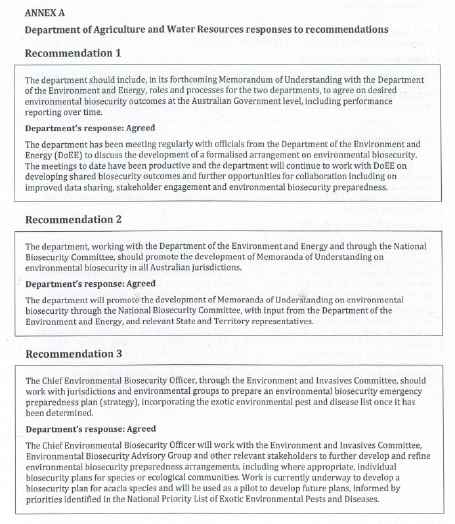 ANNEX A
Department of Agriculture and Water Resources responses to recommendations
Recommendation 1
The department should include, in its forthcoming Memorandum of Understanding with the Department
of the Environment and Energy, roles and processes for the two departments, to agree on desired
environmental biosecurity outcomes at the Australian Government level, including performance
reporting over time.
Department's response: Agreed
The department has been meeting regularly with officials from the Department of the Environment and
Energy (DoEE) to discuss the development of a formalised arrangement on environmental biosecurity.
The meetings to date have been productive and the department will continue to work with DoEE on
developing shared biosecurity outcomes and further opportunities for collaboration including on
improved data sharing, stakeholder engagement and environmental biosecurity preparedness.
Recommendation 2
The department, working with the Department of the Environment and Energy and through the National
Biosecurity Committee, should promote the development of Memoranda of Understanding on
environmental biosecurity in all Australian jurisdictions.
Department's response: Agreed
The department will promote the development of Memoranda of Understanding on environmental
biosecurity through the National Biosecurity Committee, with input from the Department of the
Environment and Energy, and relevant State and Territory representatives.
Recommendation 3
The Chief Environmental Biosecurity Officer, through the Environment and Invasives Committee, should
work with jurisdictions and environmental groups to prepare an environmental biosecurity emergency
preparedness plan (strategy), incorporating the exotic environmental pest and disease list once it has
been determined.
Department's response: Agreed
The Chief Environmental Biosecurity Officer will work with the Environment and Invasives Committee,
Environmental Biosecurity Advisory Group and other relevant stakeholders to further develop and refine
environmental biosecurity preparedness arrangements, including where appropriate, individual
biosecurity plans for species or ecological communities. Work is currently underway to develop a
biosecurity plan for acacia species and will be used as a pilot to develop future plans, informed by
priorities identified in the National Priority List of Exotic Environmental Pests and Diseases.